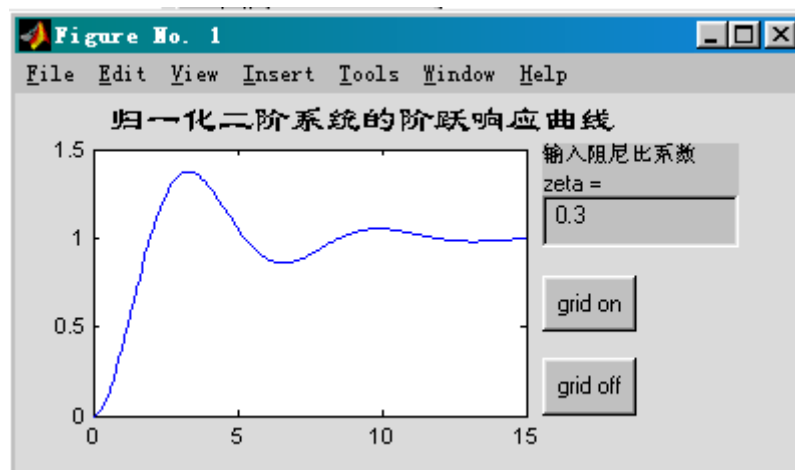 Figure No. 1
File Edit View Insert Tools Window Help
归一化二阶系统的阶跃响应曲线
1.5
1
0.5
0
0 5 10 15
输入阻尼比系数
zeta =
0.3
grid on
grid off